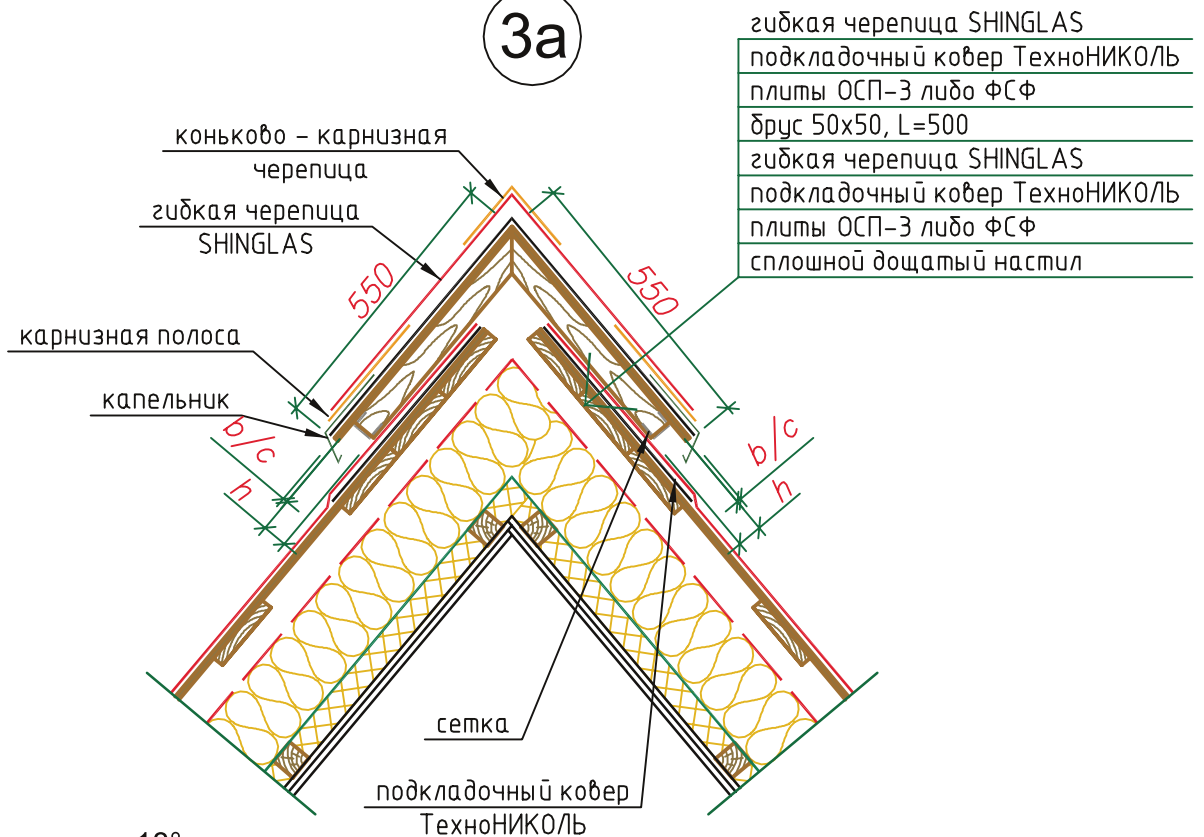 3а
гибкая черепица SHINGLAS
подкладочный ковер ТехноНИКОЛЬ
плиты ОСП-3 либо ФСФ
брус 50x50, L=500
гибкая черепица SHINGLAS
подкладочный ковер ТехноНИКОЛЬ
плиты ОСП-3 либо ФСФ
сплошной дощатый настил
коньково - карнизная
черепица
гибкая черепица
SHINGLAS
550
550
карнизная полоса
капельник
b/c
h
b/c
h
сетка
подкладочный ковер
ТехноНИКОЛЬ